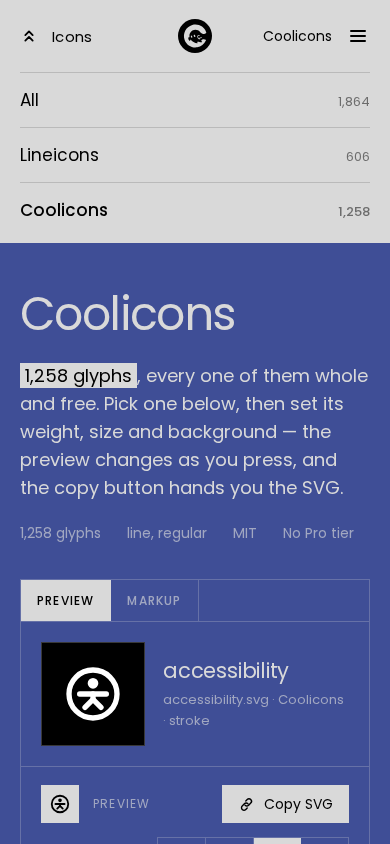 Icons
Coolicons
All
1,864
Lineicons
606
Coolicons
1,258
Coolicons
1,258 glyphs, every one of them whole
and free. Pick one below, then set its
weight, size and background — the
preview changes as you press, and
the copy button hands you the SVG.
1,258 glyphs line, regular MIT No Pro tier
PREVIEW MARKUP
accessibility
accessibility.svg · Coolicons
· stroke
PREVIEW
Copy SVG